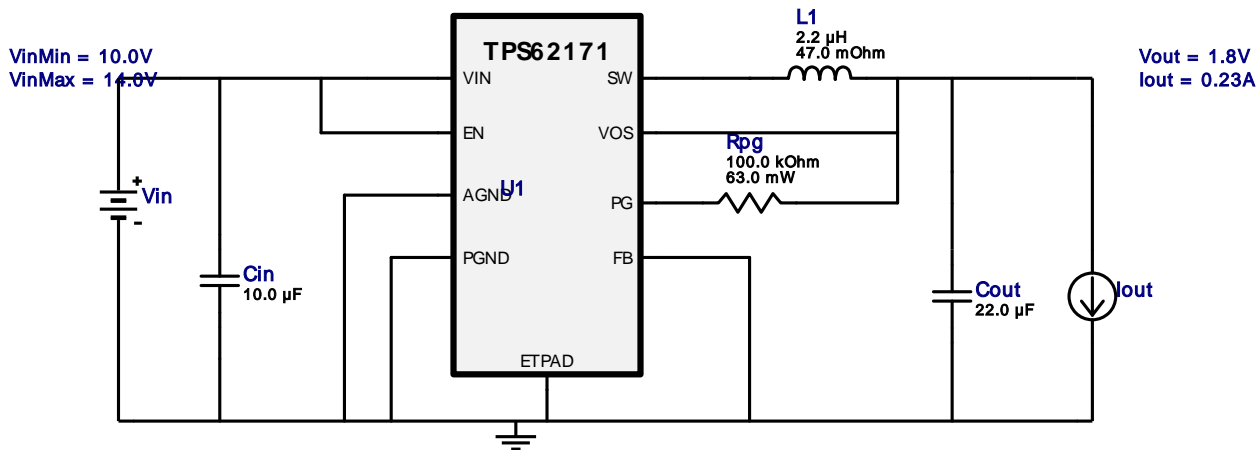 L1
2.2 µH
47.0 mOhm
VinMin = 10.0V
VinMax = 14.0V
TPS62171
Vout = 1.8V
Iout = 0.23A
VIN
SW
EN
VOS
Rpg
100.0 kOhm
63.0 mW
AGND
U1
PG
+
Vin
-
PGND
FB
Cin
10.0 µF
Cout
22.0 µF
Iout
ETPAD